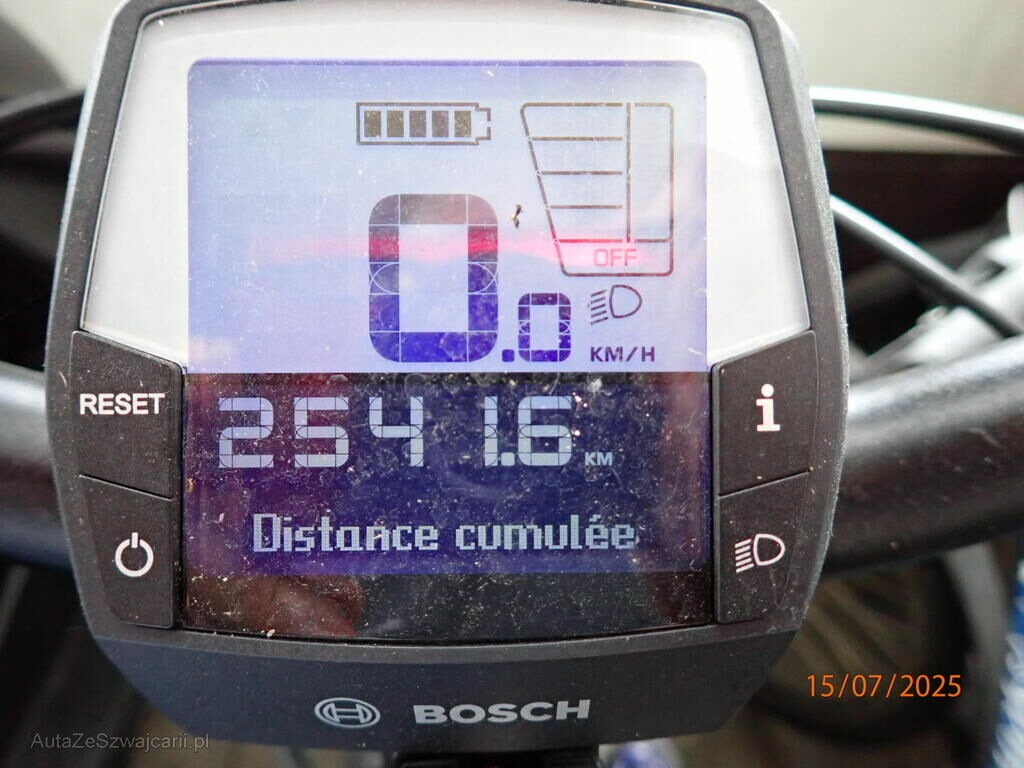 OFF
0.0 KM/H
RESET
i
2541.6 KM
Distance cumulée
BOSCH
15/07/2025
AutaZeSzwajcarii.pl